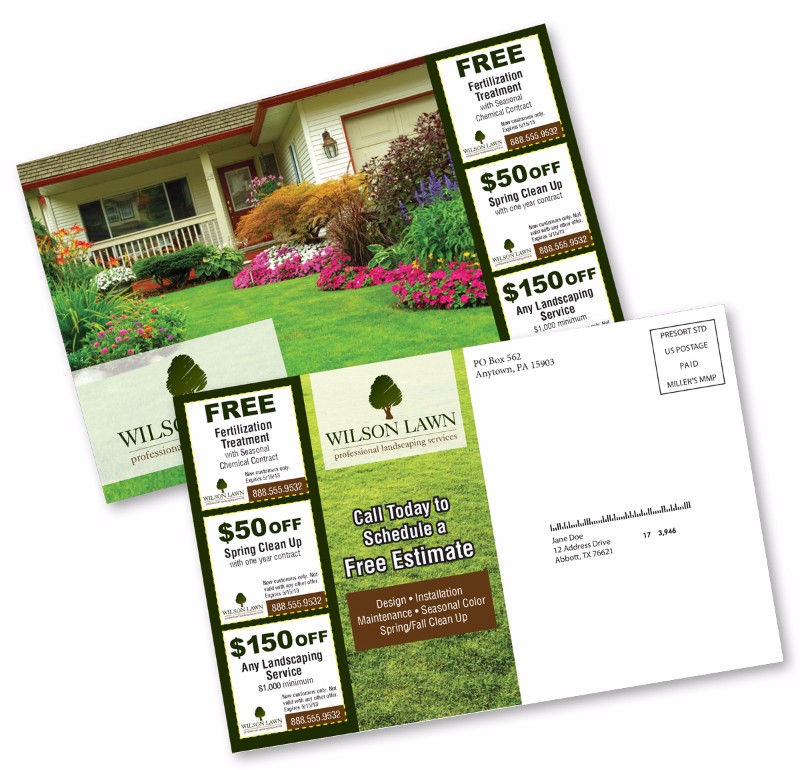 FREE
Fertilization
Treatment
with Seasonal
Chemical Contract
New customers only.
Expires 5/15/13
WILSON LAWN
888.555.9532
$50 OFF
Spring Clean Up
with one year contract
New customers only. Not
valid with any other offer.
Expires 5/15/13
WILSON LAWN
888.555.9532
$150 OFF
Any Landscaping
Service
$1,000 minimum
WILS
professional
FREE
Fertilization
Treatment
with Seasonal
Chemical Contract
New customers only.
Expires 5/15/13
WILSON LAWN
888.555.9532
$50 OFF
Spring Clean Up
with one year contract
New customers only. Not
valid with any other offer.
Expires 5/15/13
WILSON LAWN
888.555.9532
$150 OFF
Any Landscaping
Service
$1,000 minimum
New customers only. Not
valid with any other offer.
Expires 5/15/13
WILSON LAWN
888.555.9532
WILSON LAWN
professional landscaping services
Call Today to
Schedule a
Free Estimate
Design • Installation
Maintenance • Seasonal Color
Spring/Fall Clean Up
PO Box 562
Anytown, PA 15903
PRESORT STD
US POSTAGE
PAID
MILLER'S MMP
Jane Doe 17 3,946
12 Address Drive
Abbott, TX 76621